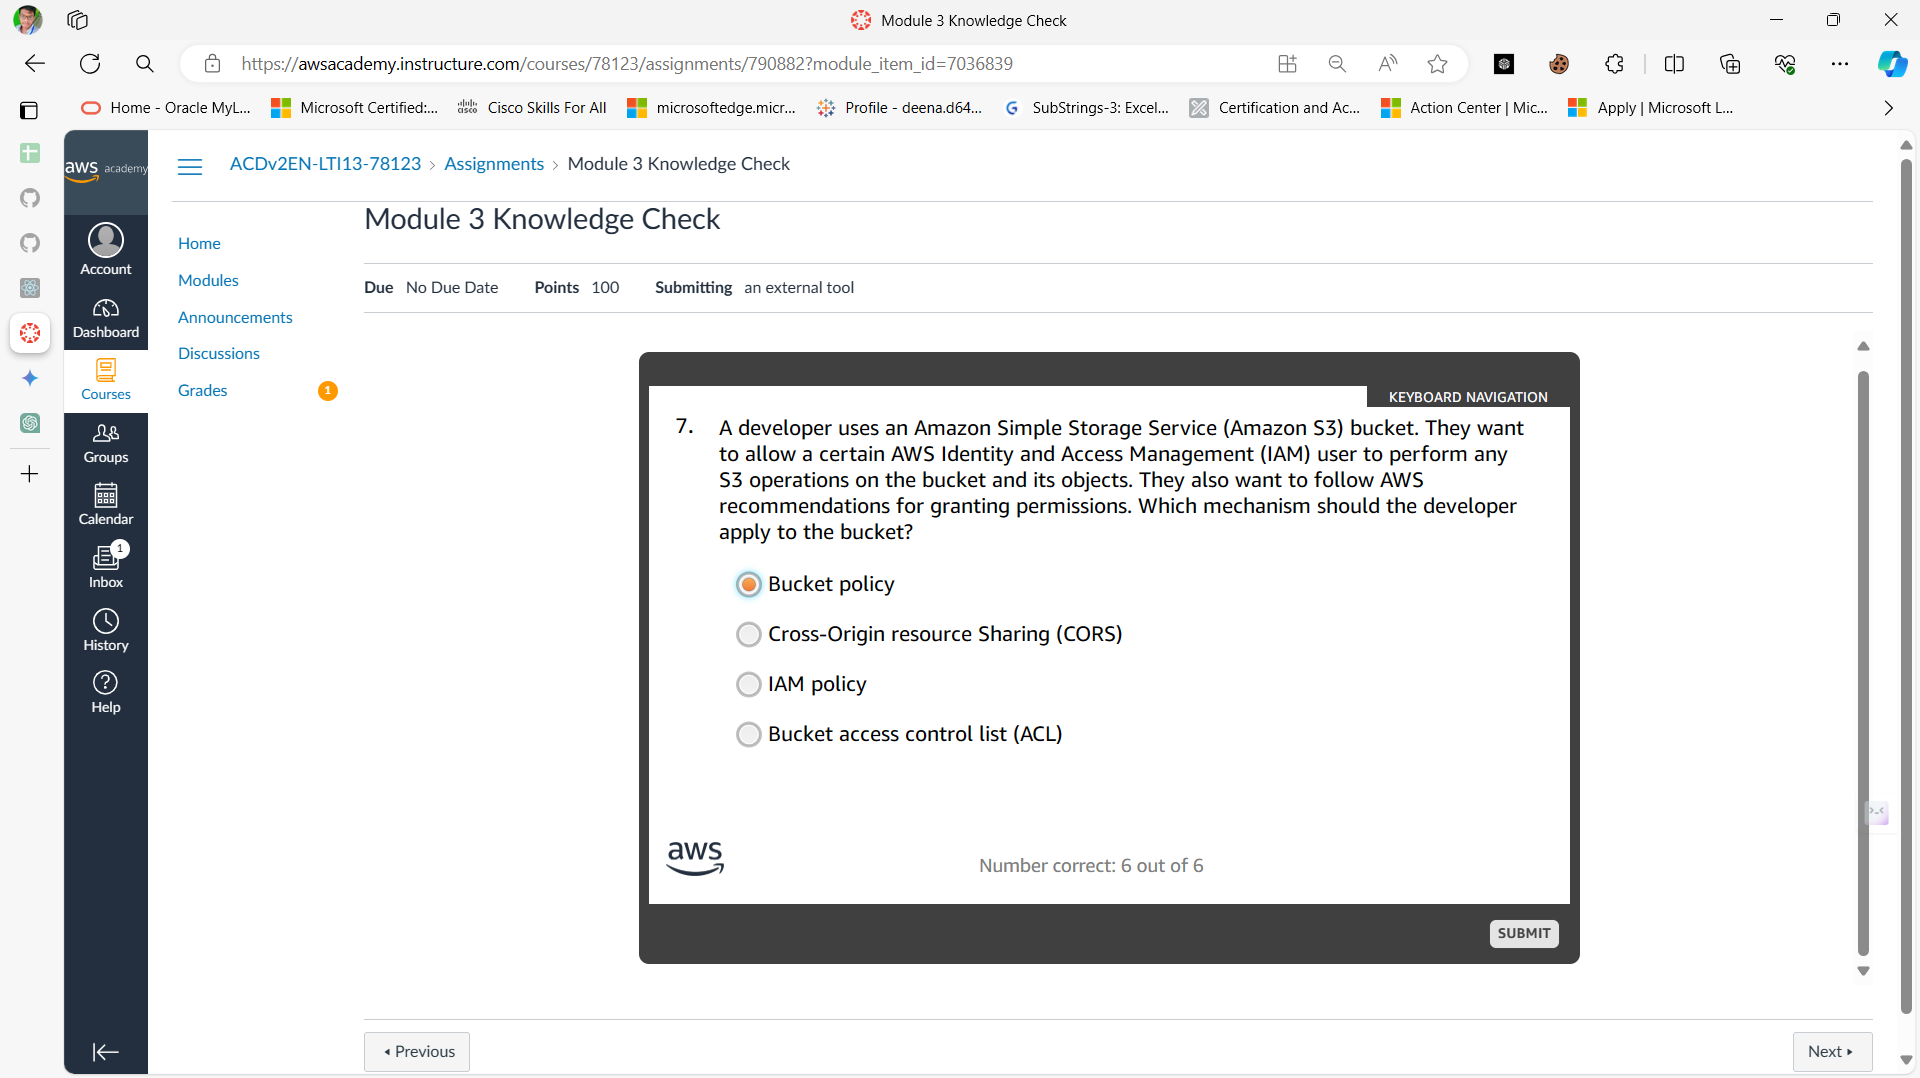 Module 3 Knowledge Check
https://awsacademy.instructure.com/courses/78123/assignments/790882?module_item_id=7036839
Home - Oracle MyL...
Microsoft Certified:...
Cisco Skills For All
microsoftedge.micr...
Profile - deena.d64...
SubStrings-3: Excel...
Certification and Ac...
Action Center | Mic...
Apply | Microsoft L...
aws academy
ACDv2EN-LTI13-78123 › Assignments › Module 3 Knowledge Check
Module 3 Knowledge Check
Account
Dashboard
Courses
Groups
Calendar
1
Inbox
History
Help
Home
Modules
Announcements
Discussions
Grades 1
Due No Due Date Points 100 Submitting an external tool
KEYBOARD NAVIGATION
7. A developer uses an Amazon Simple Storage Service (Amazon S3) bucket. They want
to allow a certain AWS Identity and Access Management (IAM) user to perform any
S3 operations on the bucket and its objects. They also want to follow AWS
recommendations for granting permissions. Which mechanism should the developer
apply to the bucket?
Bucket policy
Cross-Origin resource Sharing (CORS)
IAM policy
Bucket access control list (ACL)
aws
Number correct: 6 out of 6
SUBMIT
Previous
Next